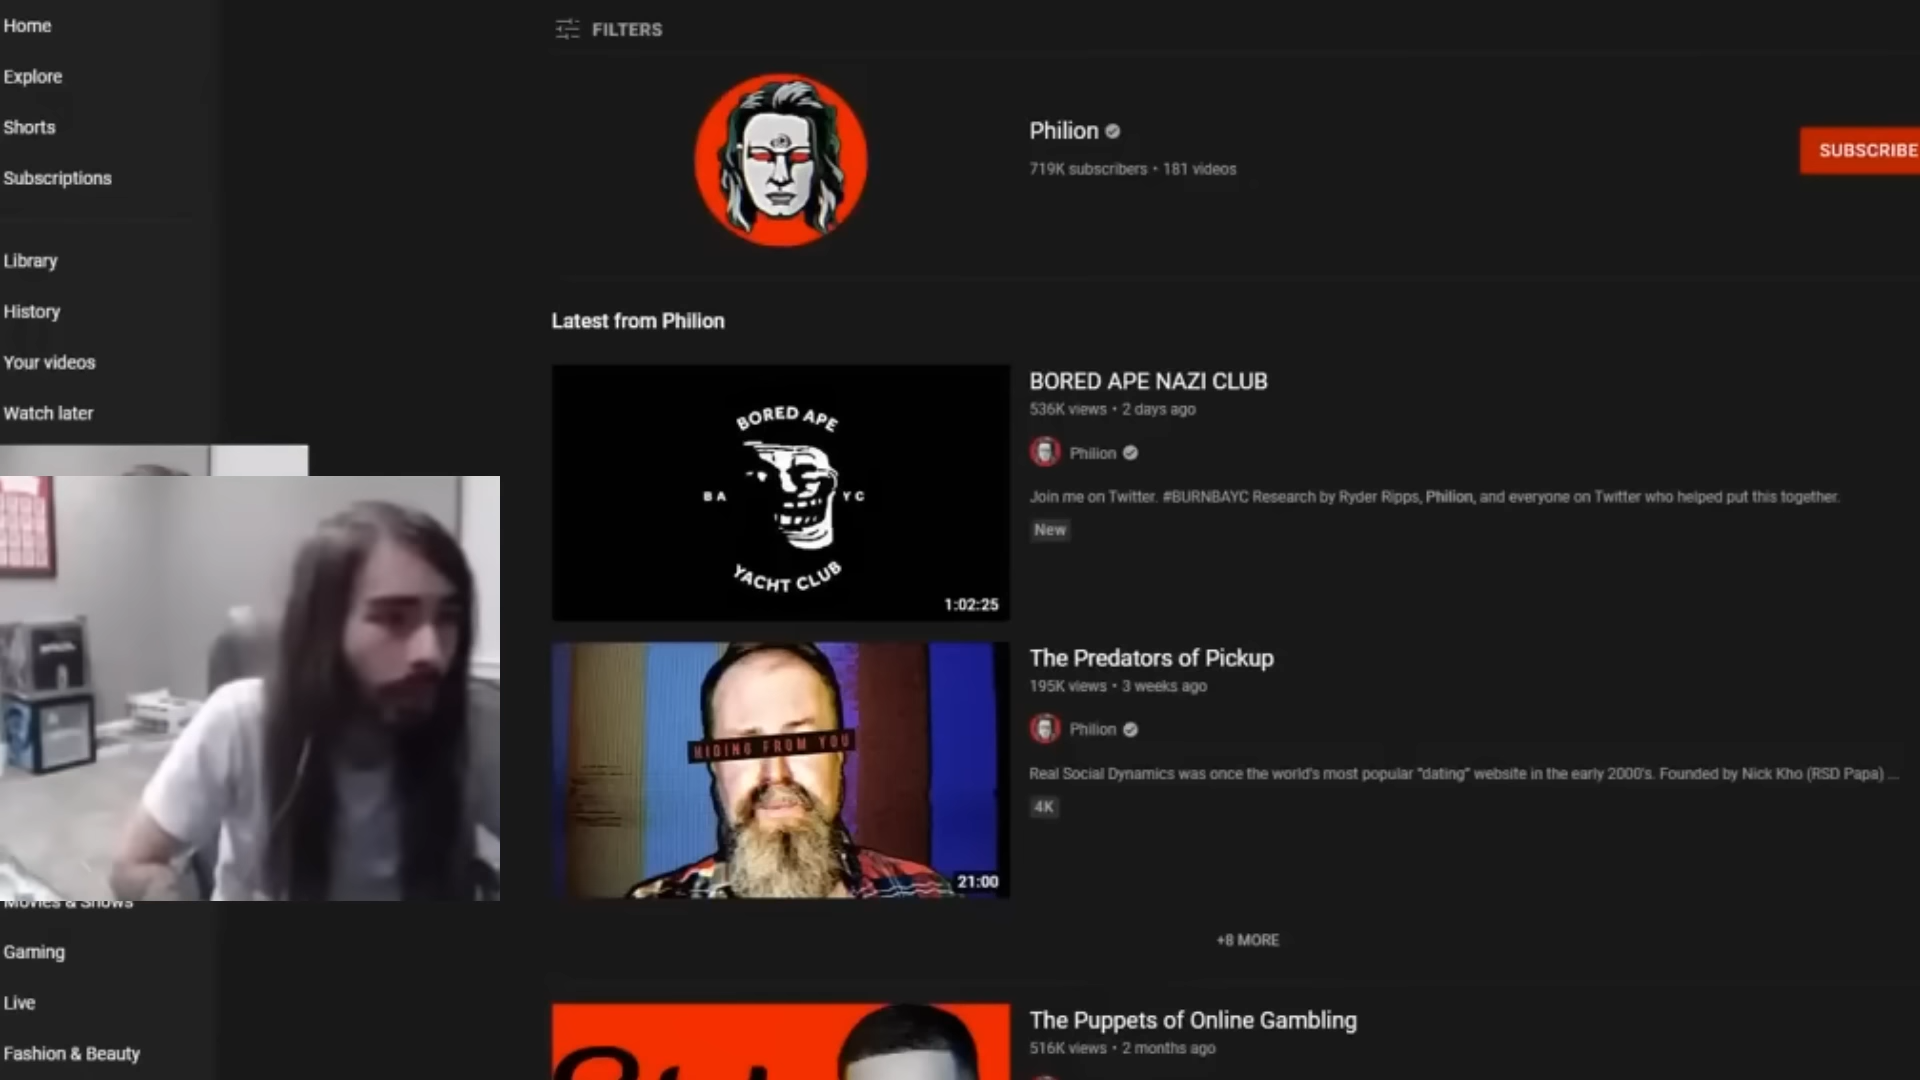 Home
Explore
Shorts
Subscriptions
Library
History
Your videos
Watch later
Movies & Shows
Gaming
Live
Fashion & Beauty
FILTERS
Philion
719K subscribers • 181 videos
SUBSCRIBE
Latest from Philion
BORED APE
BA YC
YACHT CLUB
1:02:25
BORED APE NAZI CLUB
536K views • 2 days ago
Philion
Join me on Twitter. #BURNBAYC Research by Ryder Ripps, Philion, and everyone on Twitter who helped put this together.
New
HIDING FROM YOU
21:00
The Predators of Pickup
195K views • 3 weeks ago
Philion
Real Social Dynamics was once the world's most popular "dating" website in the early 2000's. Founded by Nick Kho (RSD Papa) ...
4K
+8 MORE
The Puppets of Online Gambling
516K views • 2 months ago